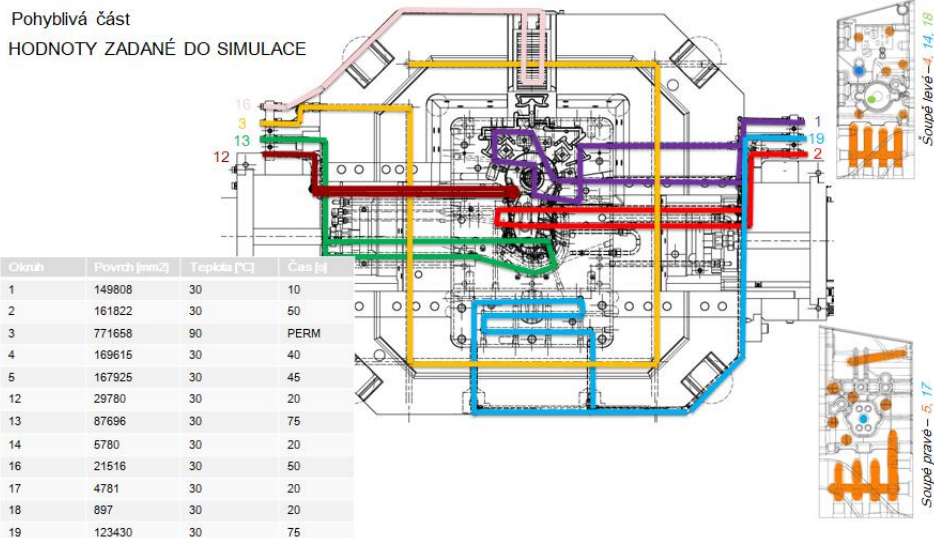 Pohyblivá část
HODNOTY ZADANÉ DO SIMULACE
16
3
13
12
1
19
2
Šoupě levé – 4, 14, 18
Šoupě pravé – 5, 17
Okruh Povrch [mm2] Teplota [°C] Čas [s]
1 149808 30 10
2 161822 30 50
3 771658 90 PERM
4 169615 30 40
5 167925 30 45
12 29780 30 20
13 87696 30 75
14 5780 30 20
16 21516 30 50
17 4781 30 20
18 897 30 20
19 123430 30 75